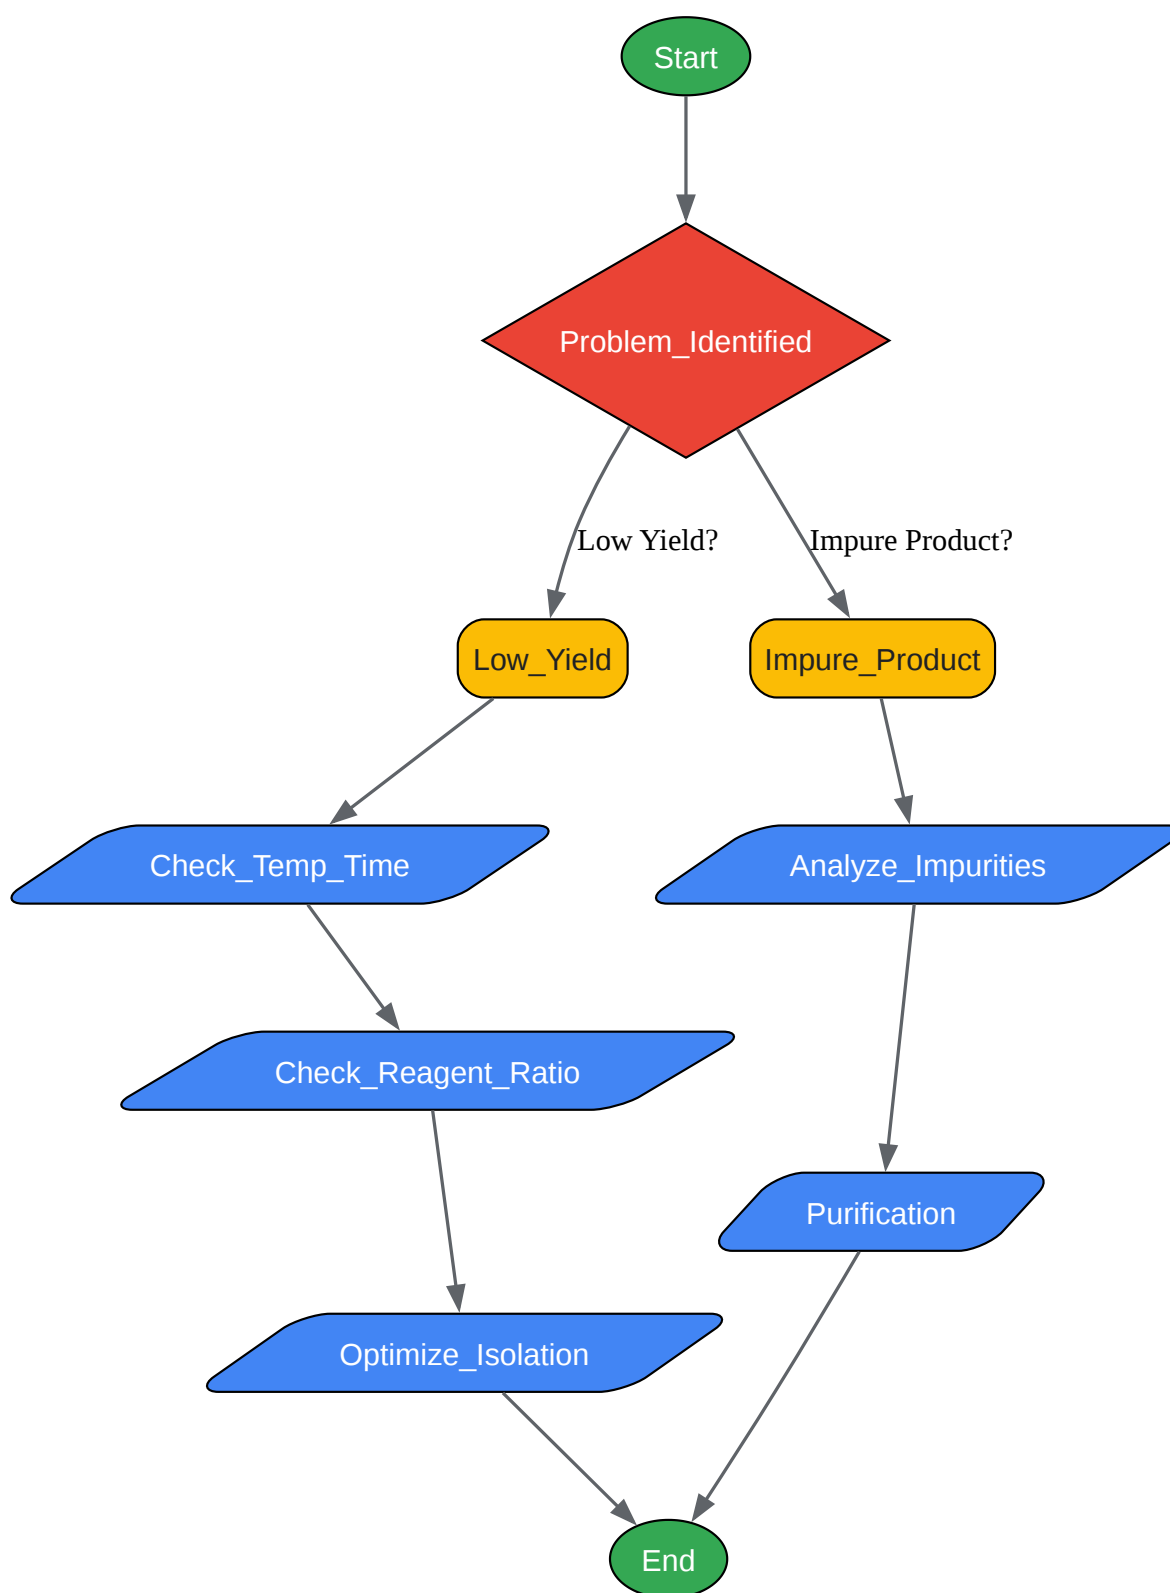 Start
Problem_Identified
Low Yield?
Impure Product?
Low_Yield
Impure_Product
Check_Temp_Time
Analyze_Impurities
Check_Reagent_Ratio
Purification
Optimize_Isolation
End